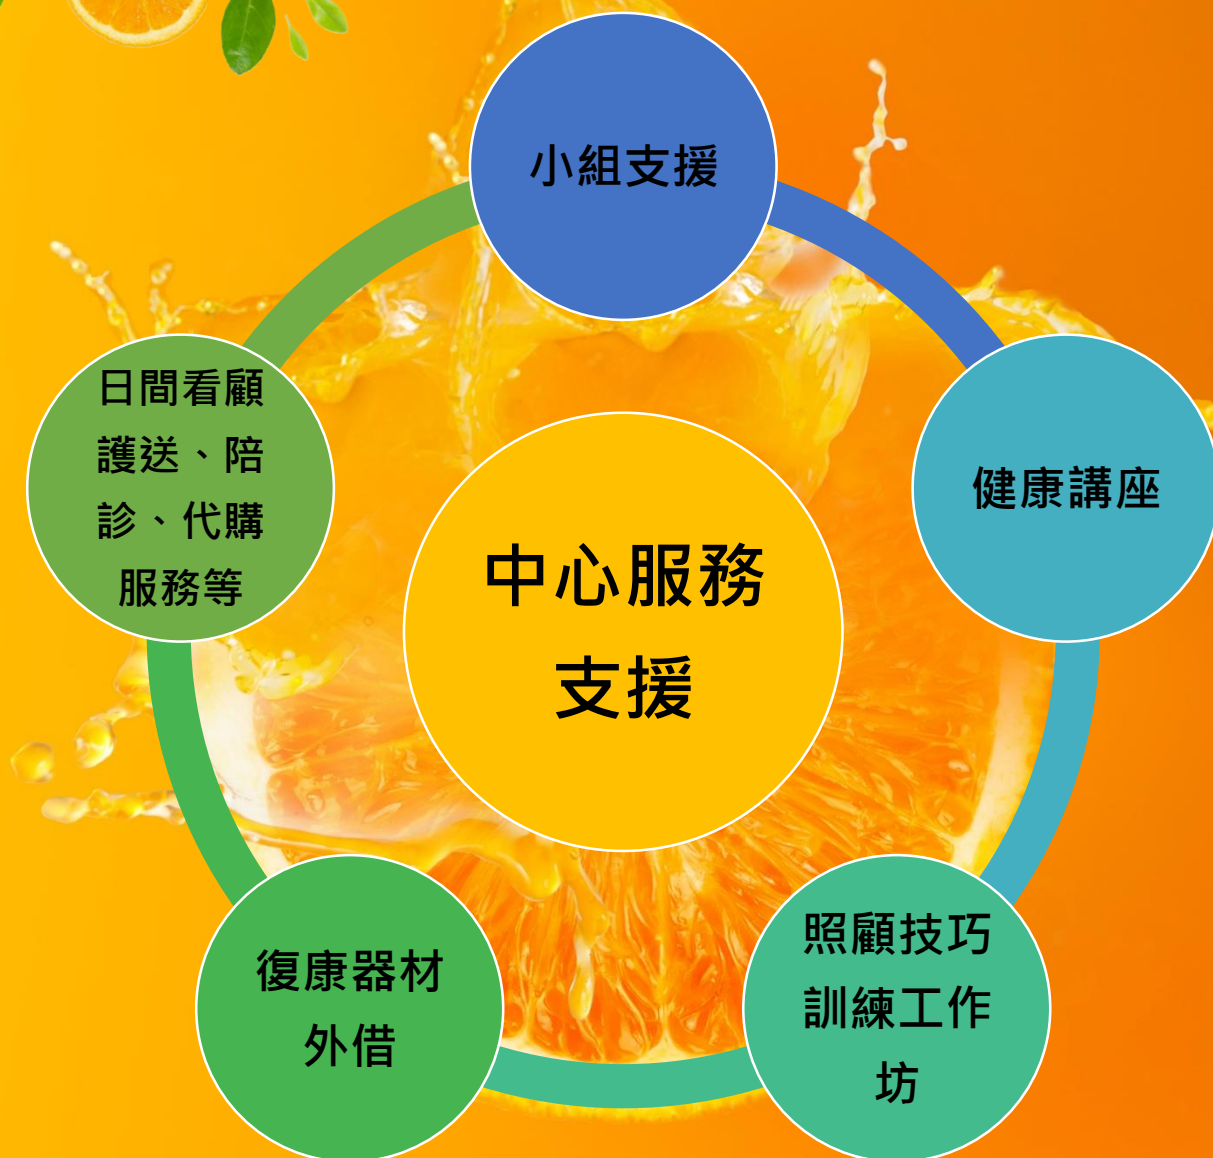 小組支援
健康講座
照顧技巧
訓練工作
坊
復康器材
外借
日間看顧
護送、陪
診、代購
服務等
中心服務
支援